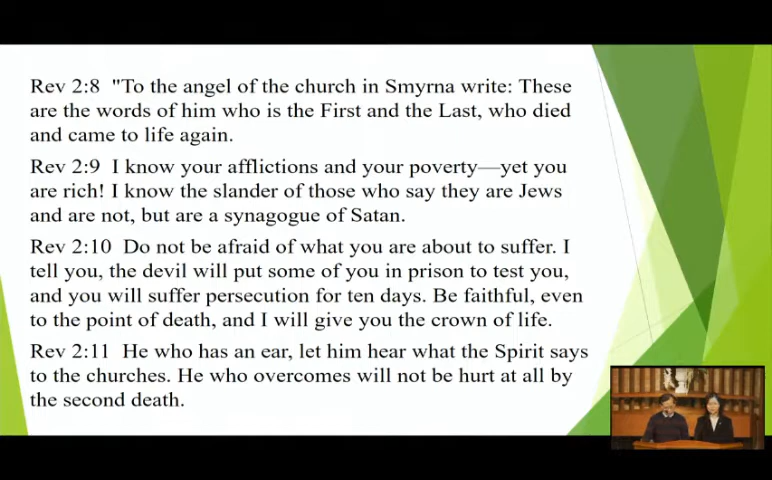 Rev 2:8  "To the angel of the church in Smyrna write: These
are the words of him who is the First and the Last, who died
and came to life again.
Rev 2:9  I know your afflictions and your poverty—yet you
are rich! I know the slander of those who say they are Jews
and are not, but are a synagogue of Satan.
Rev 2:10  Do not be afraid of what you are about to suffer. I
tell you, the devil will put some of you in prison to test you,
and you will suffer persecution for ten days. Be faithful, even
to the point of death, and I will give you the crown of life.
Rev 2:11  He who has an ear, let him hear what the Spirit says
to the churches. He who overcomes will not be hurt at all by
the second death.